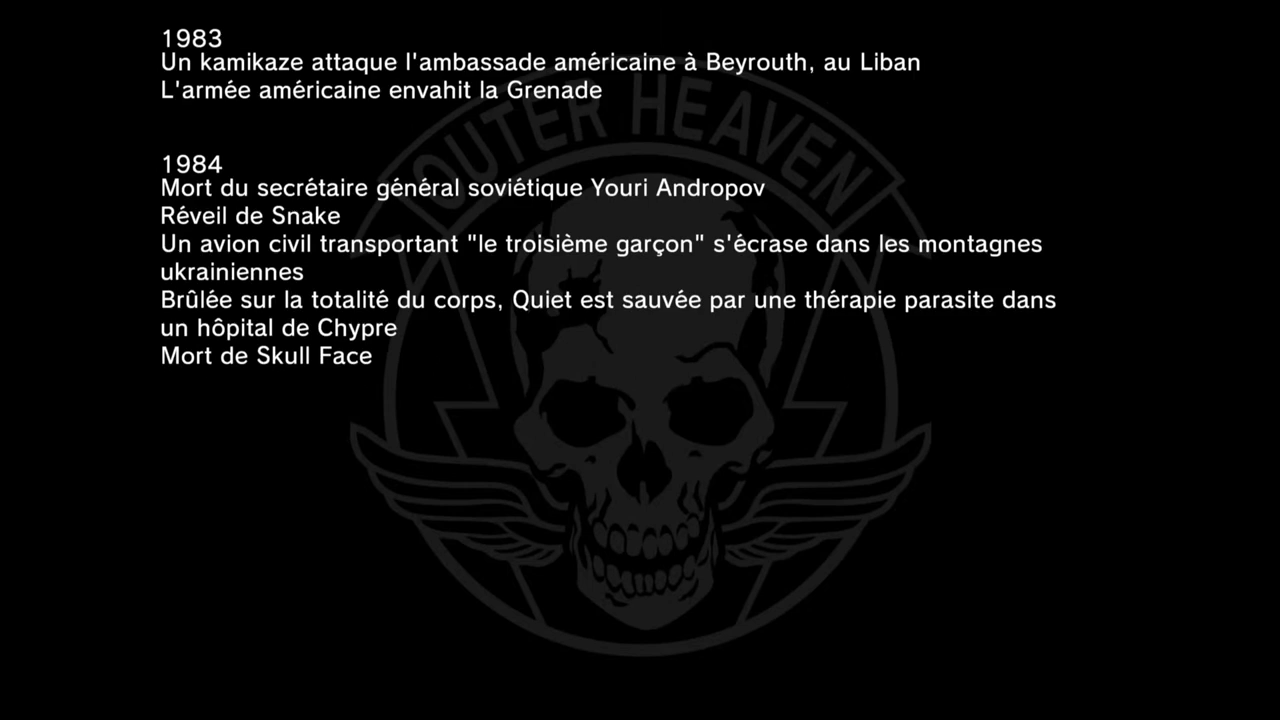 1983
Un kamikaze attaque l'ambassade américaine à Beyrouth, au Liban
L'armée américaine envahit la Grenade
OUTER HEAVEN
1984
Mort du secrétaire général soviétique Youri Andropov
Réveil de Snake
Un avion civil transportant "le troisième garçon" s'écrase dans les montagnes
ukrainiennes
Brûlée sur la totalité du corps, Quiet est sauvée par une thérapie parasite dans
un hôpital de Chypre
Mort de Skull Face